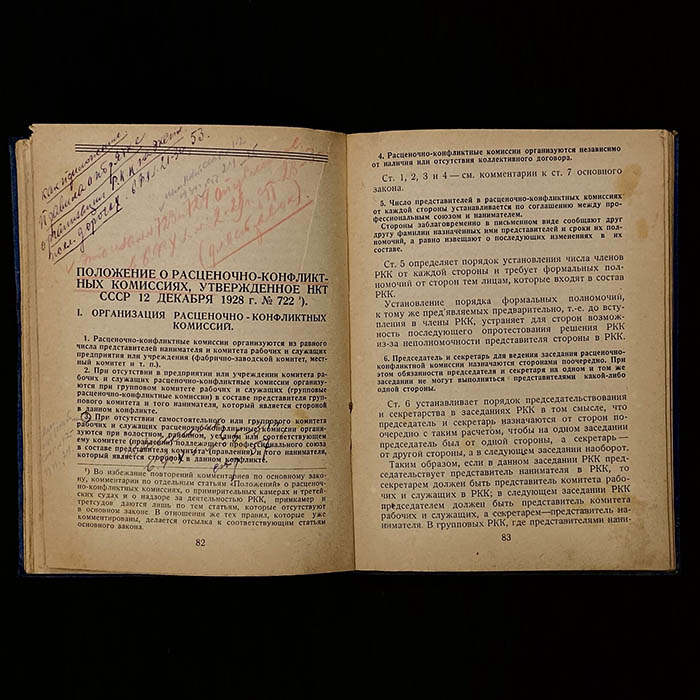 как
53.
ПОЛОЖЕНИЕ О РАСЦЕНОЧНО-КОНФЛИКТ-
НЫХ КОМИССИЯХ, УТВЕРЖДЕННОЕ НКТ
СССР 12 ДЕКАБРЯ 1928 г. № 722 ¹).
I. ОРГАНИЗАЦИЯ РАСЦЕНОЧНО-КОНФЛИКТНЫХ
КОМИССИЙ.
1. Расценочно-конфликтные комиссии организуются из равного
числа представителей нанимателя и комитета рабочих и служащих
предприятия или учреждения (фабрично-заводской комитет, мест-
ный комитет и т. п.).
2. При отсутствии в предприятии или учреждении комитета ра-
бочих и служащих расценочно-конфликтные комиссии организу-
ются при групповом комитете рабочих и служащих (групповые
расценочно-конфликтные комиссии) в составе представителя груп-
пового комитета и того нанимателя, который является стороной
в данном конфликте.
3. При отсутствии самостоятельного или группового комитета
рабочих и служащих расценочно-конфликтные комиссии органи-
зуются при волостном, районном, уездном или соответствующем
ему комитете (правлении) надлежащего профессионального союза
в составе представителя комитета (правления) и того нанимателя,
который является стороной в данном конфликте.
¹) Во избежание повторений комментариев по основному зако-
ну, комментарии по отдельным статьям «Положений» о расценоч-
но-конфликтных комиссиях, о примирительных камерах и третей-
ских судах и о надзоре за деятельностью РКК, примкамер и
третсудов даются лишь по тем статьям, которые отсутствуют
в основном законе. В отношении же тех правил, которые уже
комментированы, делается отсылка к соответствующим статьям
основного закона.
82
4. Расценочно-конфликтные комиссии организуются независимо
от наличия или отсутствия коллективного договора.
Ст. 1, 2, 3 и 4 — см. комментарии к ст. 7 основного
закона.
5. Число представителей в расценочно-конфликтных комиссиях
от каждой стороны устанавливается по соглашению между про-
фессиональным союзом и нанимателем.
Стороны заблаговременно в письменном виде сообщают друг
другу фамилии назначенных ими представителей и сроки их пол-
номочий, а равно извещают о последующих изменениях в их
составе.
Ст. 5 определяет порядок установления числа членов
РКК от каждой стороны и требует формальных пол-
номочий от сторон тем лицам, которые входят в состав
РКК.
Установление порядка формальных полномочий,
к тому же пред'являемых предварительно, т.-е. до всту-
пления в члены РКК, устраняет для сторон возмож-
ность последующего опротестования решения РКК
из-за неполномочности представителя стороны в РКК.
6. Председатель и секретарь для ведения заседания расценочно-
конфликтной комиссии назначаются сторонами поочередно. При
этом обязанности председателя и секретаря на одном и том же
заседании не могут выполняться представителями какой-либо
одной стороны.
Ст. 6 устанавливает порядок председательствования
и секретарства в заседаниях РКК в том смысле, что
председатель и секретарь назначаются от сторон по-
очередно с таким расчетом, чтобы на одном заседании
председатель был от одной стороны, а секретарь —
от другой стороны, а в следующем заседании наоборот.
Таким образом, если в данном заседании РКК пред-
седательствует представитель нанимателя в РКК, то
секретарем должен быть представитель комитета рабо-
чих и служащих в РКК; в следующем заседании РКК
председателем должен быть представитель комитета
рабочих и служащих, а секретарем—представитель на-
нимателя. В групповых РКК, где представителями нани-
83